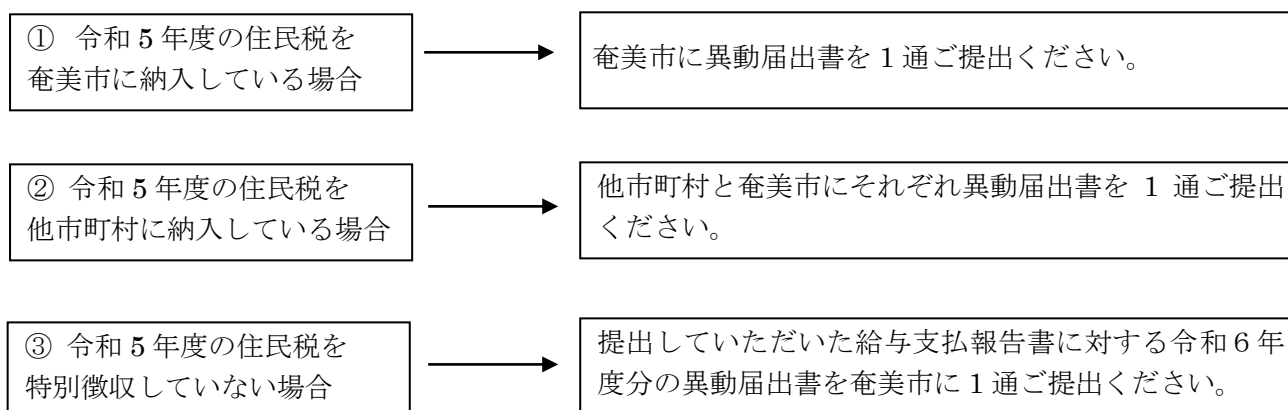 ① 令和 5 年度の住民税を
奄美市に納入している場合
奄美市に異動届出書を 1 通ご提出ください。
② 令和 5 年度の住民税を
他市町村に納入している場合
他市町村と奄美市にそれぞれ異動届出書を 1 通ご提出
ください。
③ 令和 5 年度の住民税を
特別徴収していない場合
提出していただいた給与支払報告書に対する令和６年
度分の異動届出書を奄美市に 1 通ご提出ください。